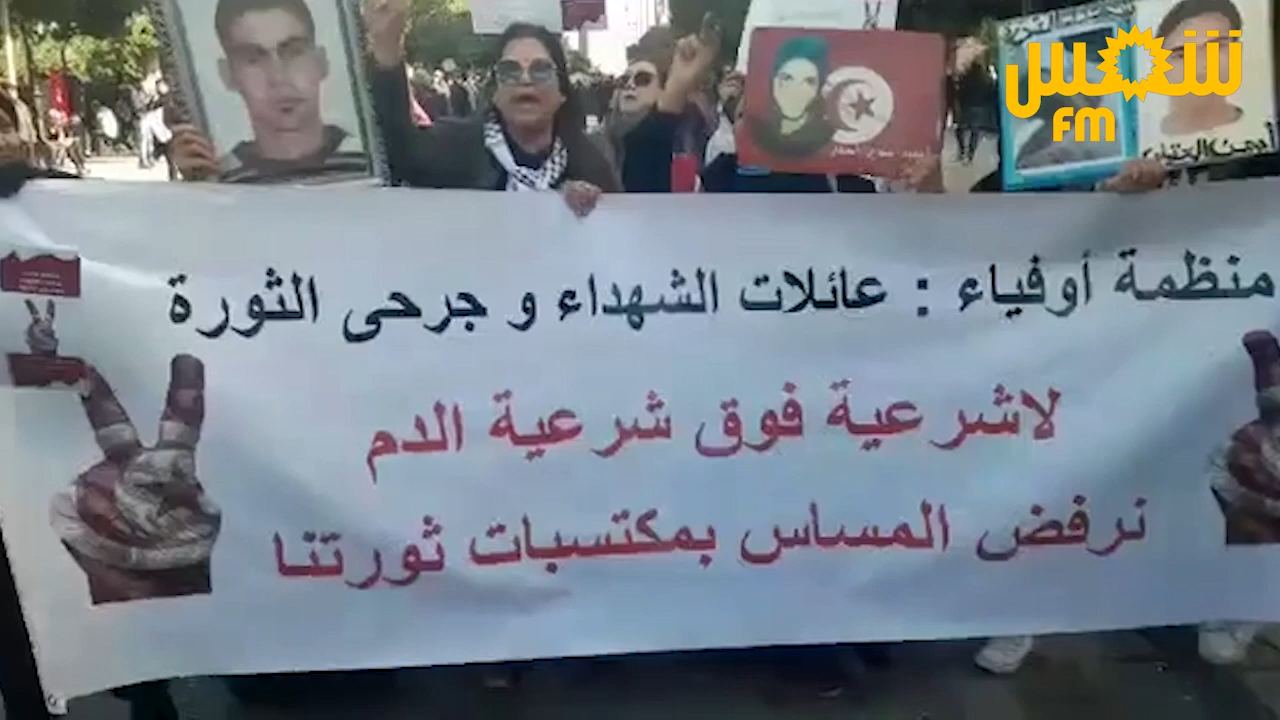 شمس
FM
منظمة أوفياء : عائلات الشهداء و جرحى الثورة
لاشرعية فوق شرعية الدم
نرفض المساس بمكتسبات ثورتنا